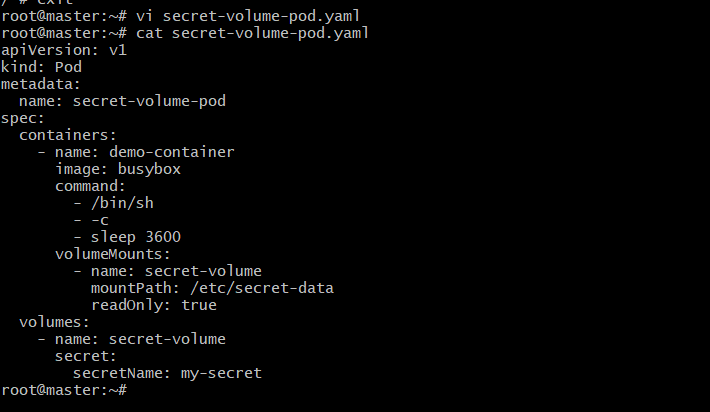 / # exit
root@master:~# vi secret-volume-pod.yaml
root@master:~# cat secret-volume-pod.yaml
apiVersion: v1
kind: Pod
metadata:
  name: secret-volume-pod
spec:
  containers:
    - name: demo-container
      image: busybox
      command:
        - /bin/sh
        - -c
        - sleep 3600
      volumeMounts:
        - name: secret-volume
          mountPath: /etc/secret-data
          readOnly: true
  volumes:
    - name: secret-volume
      secret:
        secretName: my-secret
root@master:~#